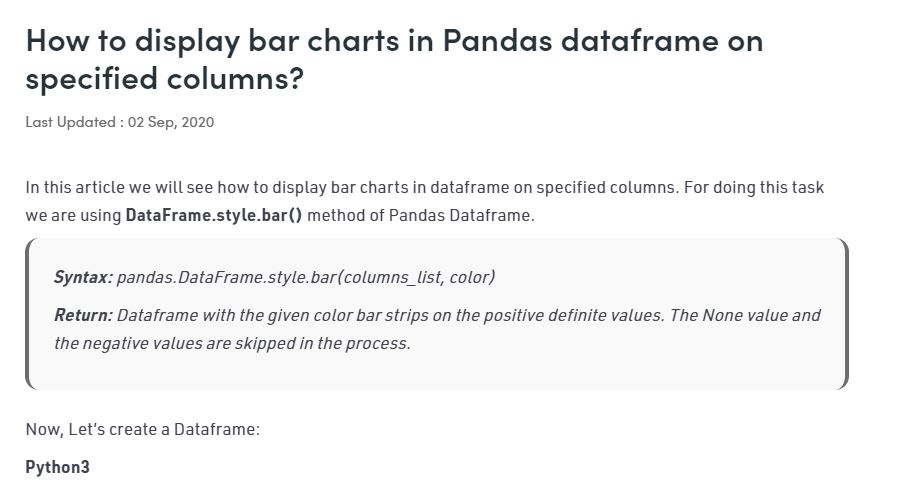 How to display bar charts in Pandas dataframe on
specified columns?
Last Updated : 02 Sep, 2020
In this article we will see how to display bar charts in dataframe on specified columns. For doing this task
we are using DataFrame.style.bar() method of Pandas Dataframe.
Syntax: pandas.DataFrame.style.bar(columns_list, color)
Return: Dataframe with the given color bar strips on the positive definite values. The None value and
the negative values are skipped in the process.
Now, Let’s create a Dataframe:
Python3